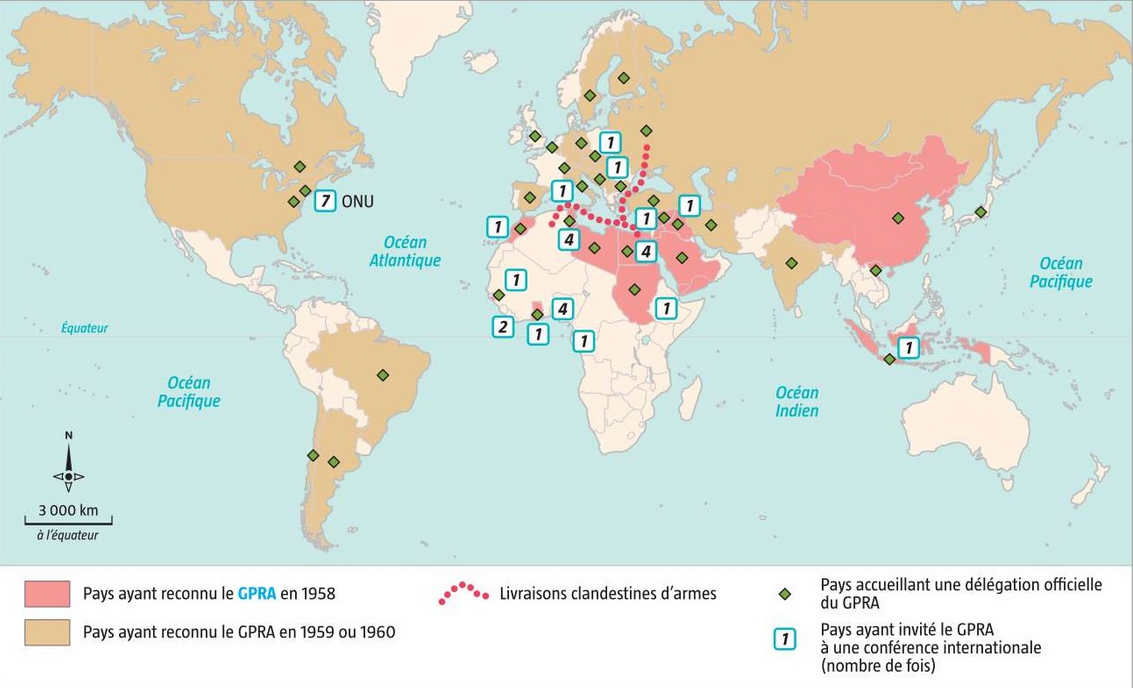 1
1
1
7 ONU
1
1
1
4
4
1
1
4
2
1
1
1
Océan
Atlantique
Océan
Pacifique
Équateur
Océan
Pacifique
Océan
Indien
N
3 000 km
à l'équateur
Pays ayant reconnu le GPRA en 1958
Pays ayant reconnu le GPRA en 1959 ou 1960
Livraisons clandestines d'armes
Pays accueillant une délégation officielle
du GPRA
1
Pays ayant invité le GPRA
à une conférence internationale
(nombre de fois)